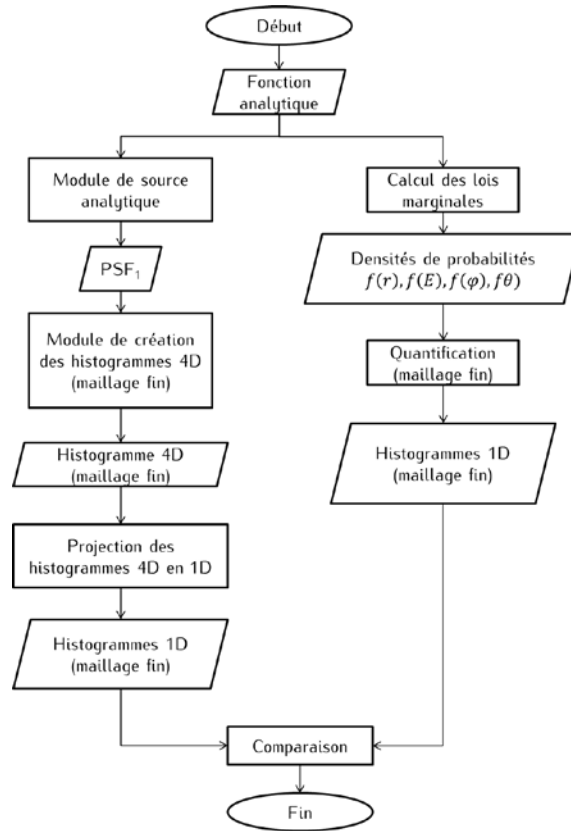 Début
Fonction
analytique
Module de source
analytique
Calcul des lois
marginales
PSF₁
Densités de probabilités
f(r), f(E), f(φ), fθ)
Module de création
des histogrammes 4D
(maillage fin)
Quantification
(maillage fin)
Histogramme 4D
(maillage fin)
Histogrammes 1D
(maillage fin)
Projection des
histogrammes 4D en 1D
Histogrammes 1D
(maillage fin)
Comparaison
Fin